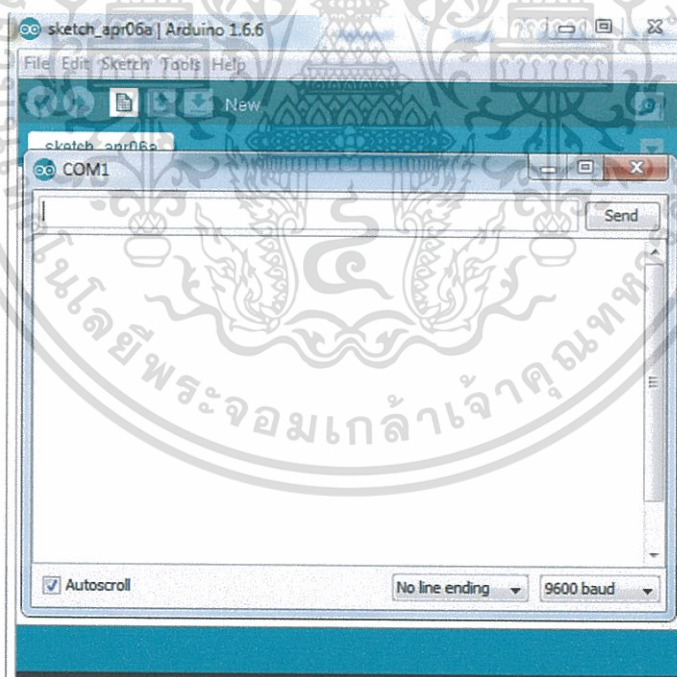 sketch_apr06a | Arduino 1.6.6
File Edit Sketch Tools Help
New
sketch_apr06a
COM1
Send
โนโลยีพระจอมเกล้าเจ้าคุณทหาร
Autoscroll
No line ending
9600 baud